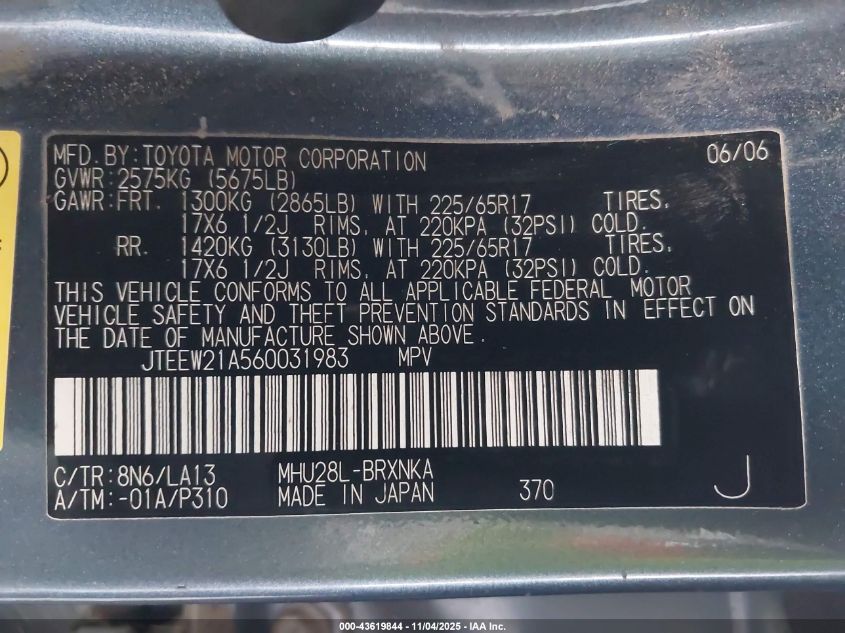 MFD. BY: TOYOTA MOTOR CORPORATION 06/06
GVWR: 2575KG (5675LB)
GAWR: FRT. 1300KG (2865LB) WITH 225/65R17 TIRES,
17X6 1/2J RIMS, AT 220KPA (32PSI) COLD.
RR. 1420KG (3130LB) WITH 225/65R17 TIRES,
17X6 1/2J RIMS, AT 220KPA (32PSI) COLD.
THIS VEHICLE CONFORMS TO ALL APPLICABLE FEDERAL MOTOR
VEHICLE SAFETY AND THEFT PREVENTION STANDARDS IN EFFECT ON
THE DATE OF MANUFACTURE SHOWN ABOVE.
JTEEW21A560031983 MPV
C/TR: 8N6/LA13 MHU28L-BRXNKA
A/TM: -01A/P310 MADE IN JAPAN 370 J
000-43619844 - 11/04/2025 - IAA Inc.